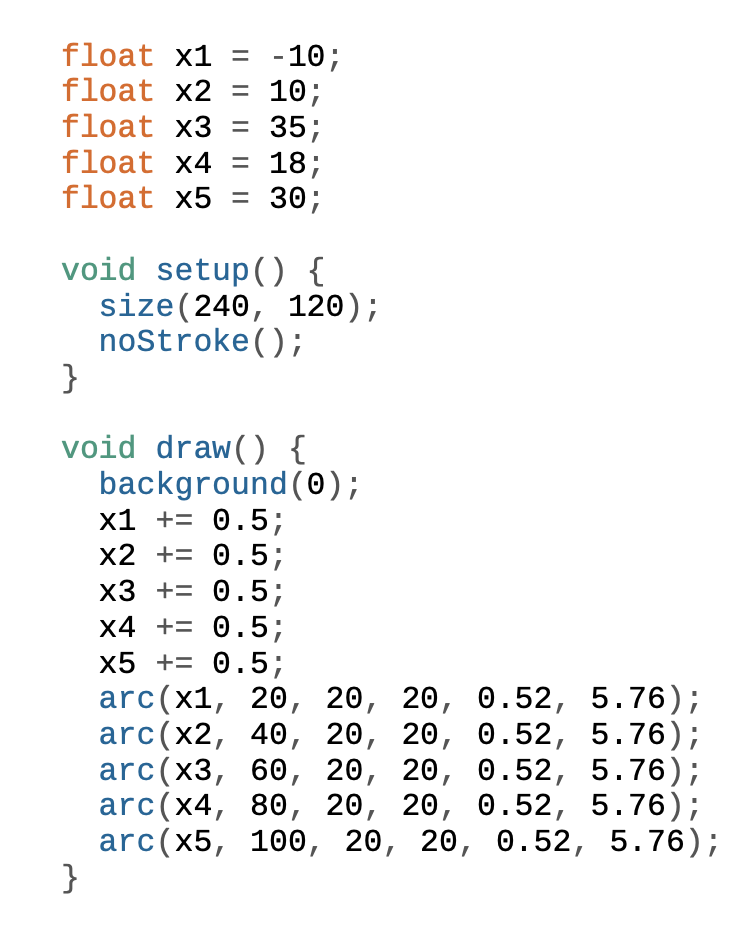 float x1 = -10;
float x2 = 10;
float x3 = 35;
float x4 = 18;
float x5 = 30;

void setup() {
  size(240, 120);
  noStroke();
}

void draw() {
  background(0);
  x1 += 0.5;
  x2 += 0.5;
  x3 += 0.5;
  x4 += 0.5;
  x5 += 0.5;
  arc(x1, 20, 20, 20, 0.52, 5.76);
  arc(x2, 40, 20, 20, 0.52, 5.76);
  arc(x3, 60, 20, 20, 0.52, 5.76);
  arc(x4, 80, 20, 20, 0.52, 5.76);
  arc(x5, 100, 20, 20, 0.52, 5.76);
}